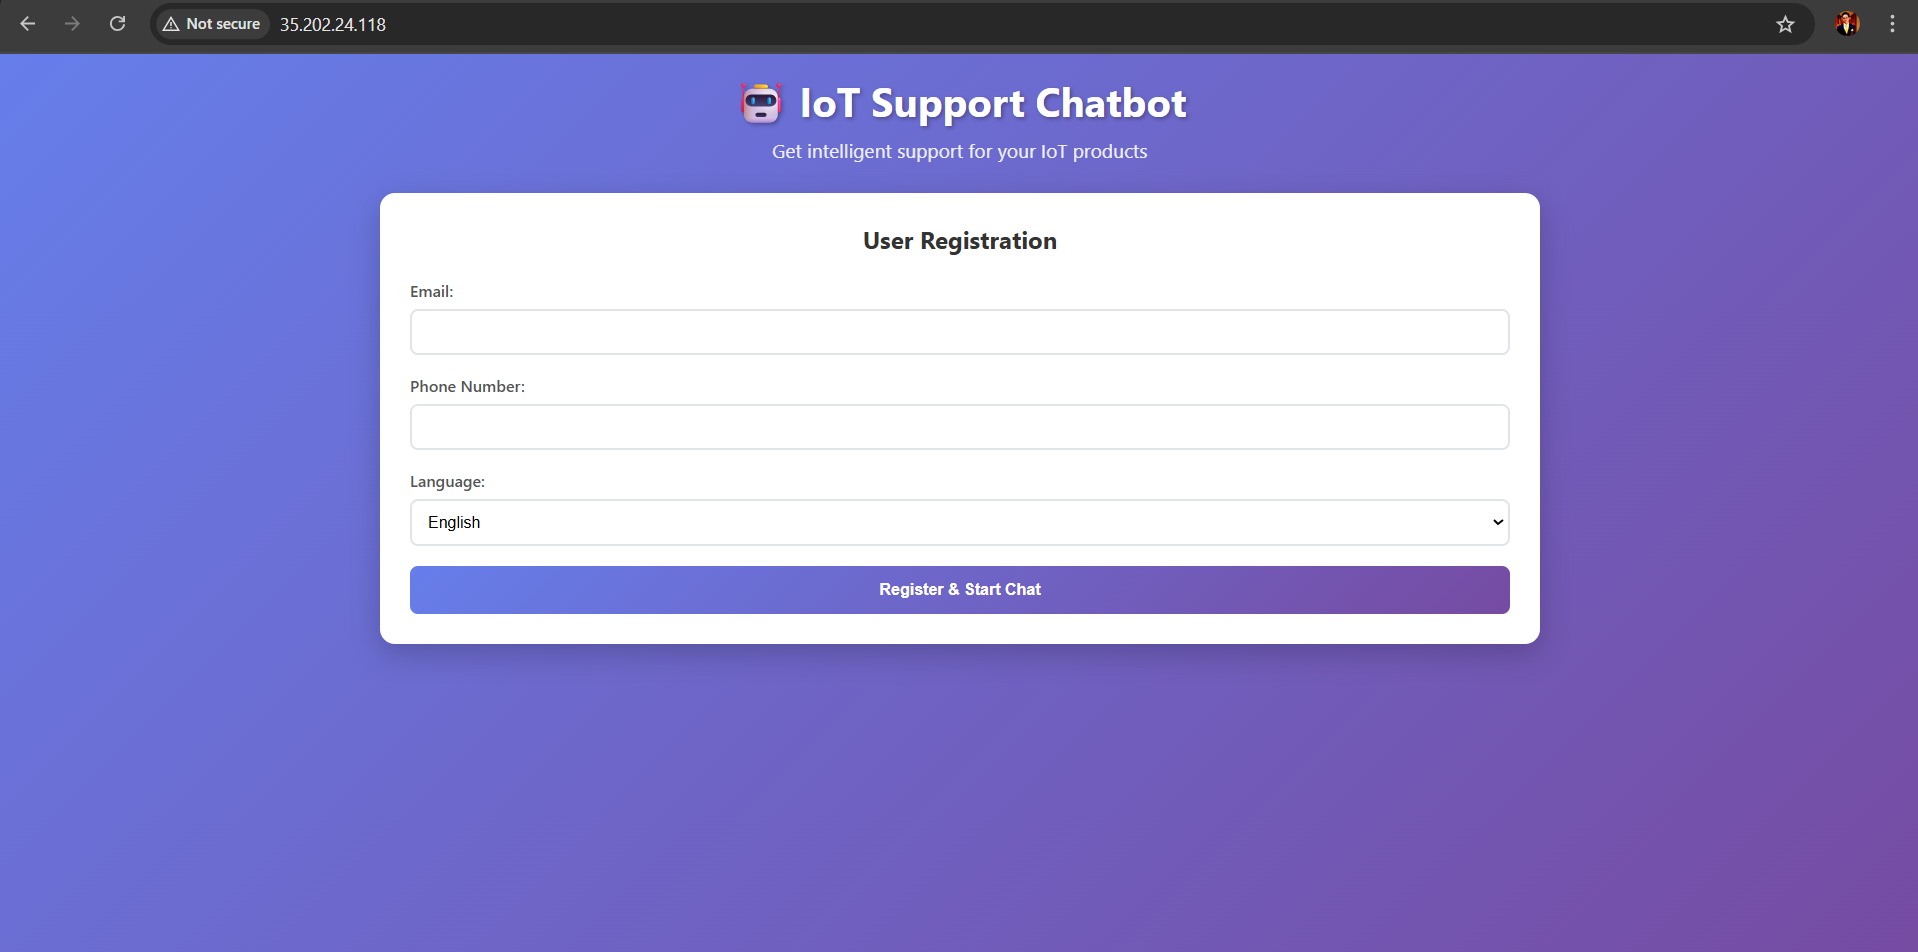 Not secure
35.202.24.118
IoT Support Chatbot
Get intelligent support for your IoT products
User Registration
Email:
Phone Number:
Language:
English
Register & Start Chat